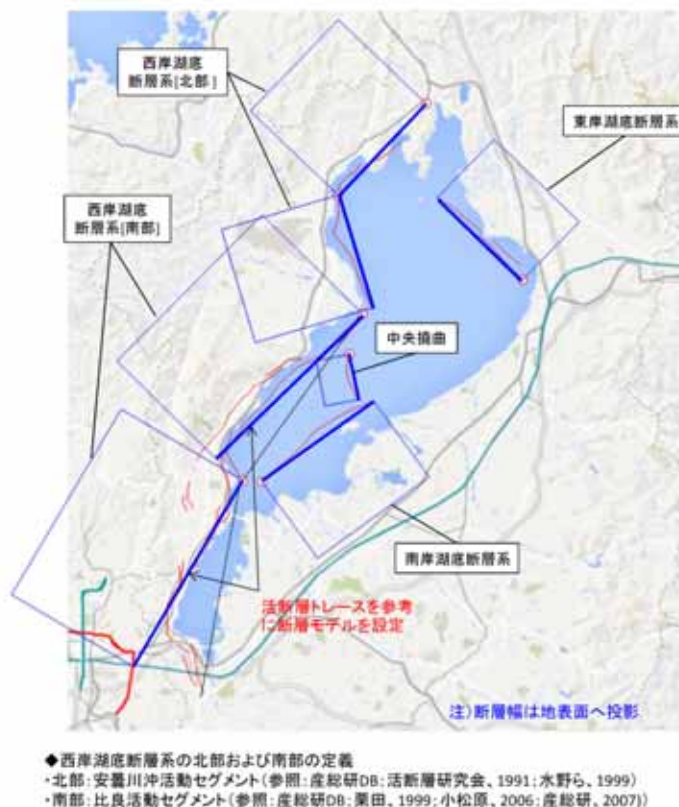 西岸湖底
断層系[北部]
東岸湖底断層系
西岸湖底
断層系[南部]
中央撓曲
南岸湖底断層系
活断層トレースを参考
に断層モデルを設定
注)断層幅は地表面へ投影
◆西岸湖底断層系の北部および南部の定義
・北部:安曇川沖活動セグメント(参照:産総研DB:活断層研究会、1991;水野ら、1999)
・南部:比良活動セグメント(参照:産総研DB:栗田、1999;小松原、2006;産総研、2007))